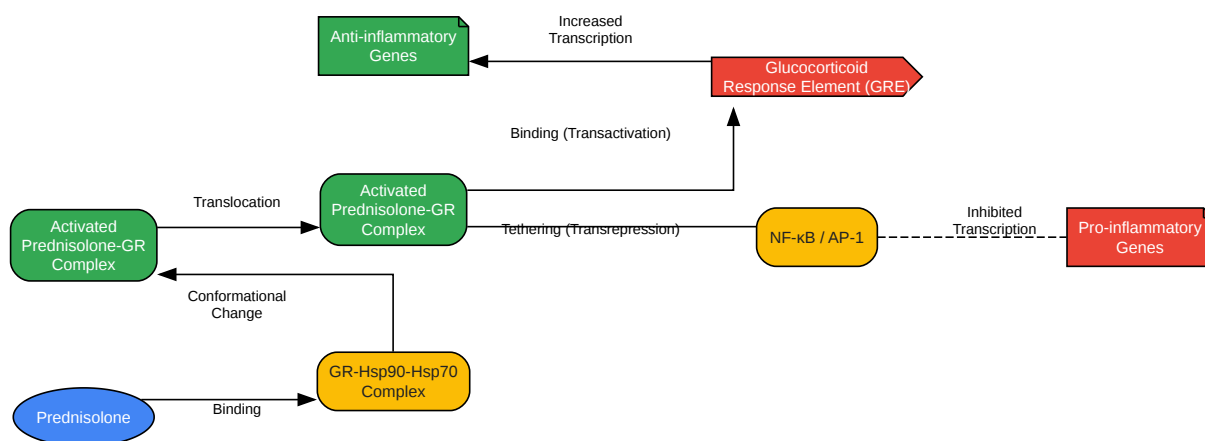 Increased
Transcription
Anti-inflammatory
Genes
Glucocorticoid
Response Element (GRE)
Binding (Transactivation)
Activated
Prednisolone-GR
Complex
Translocation
Activated
Prednisolone-GR
Complex
Tethering (Transrepression)
NF-κB / AP-1
Inhibited
Transcription
Pro-inflammatory
Genes
Conformational
Change
GR-Hsp90-Hsp70
Complex
Prednisolone
Binding